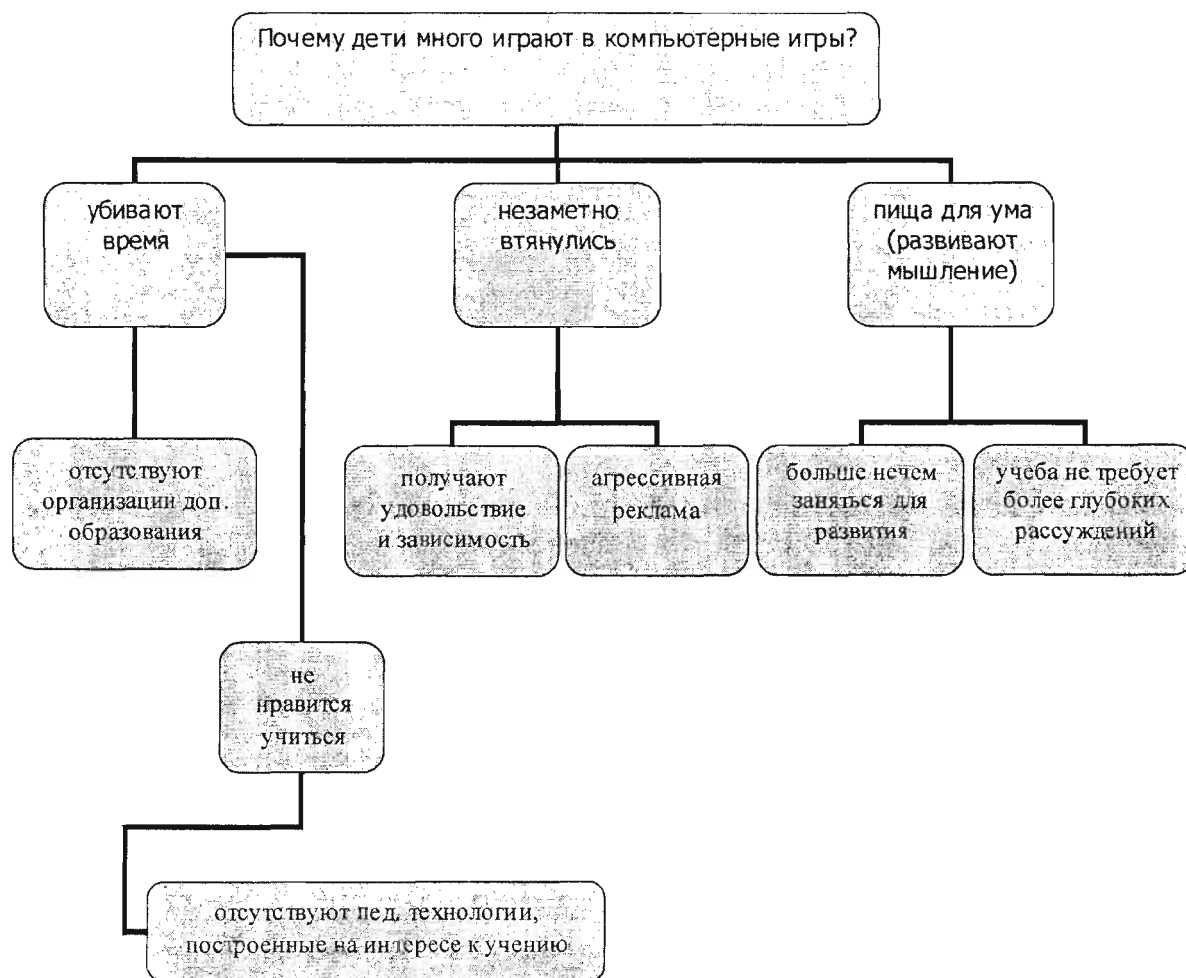 Почему дети много играют в компьютерные игры?
убивают
время
незаметно
втянулись
пища для ума
(развивают
мышление)
отсутствуют
организации доп.
образования
получают
удовольствие
и зависимость
агрессивная
реклама
больше нечем
заняться для
развития
учеба не требует
более глубоких
рассуждений
не
нравится
учиться
отсутствуют пед. технологии,
построенные на интересе к учению